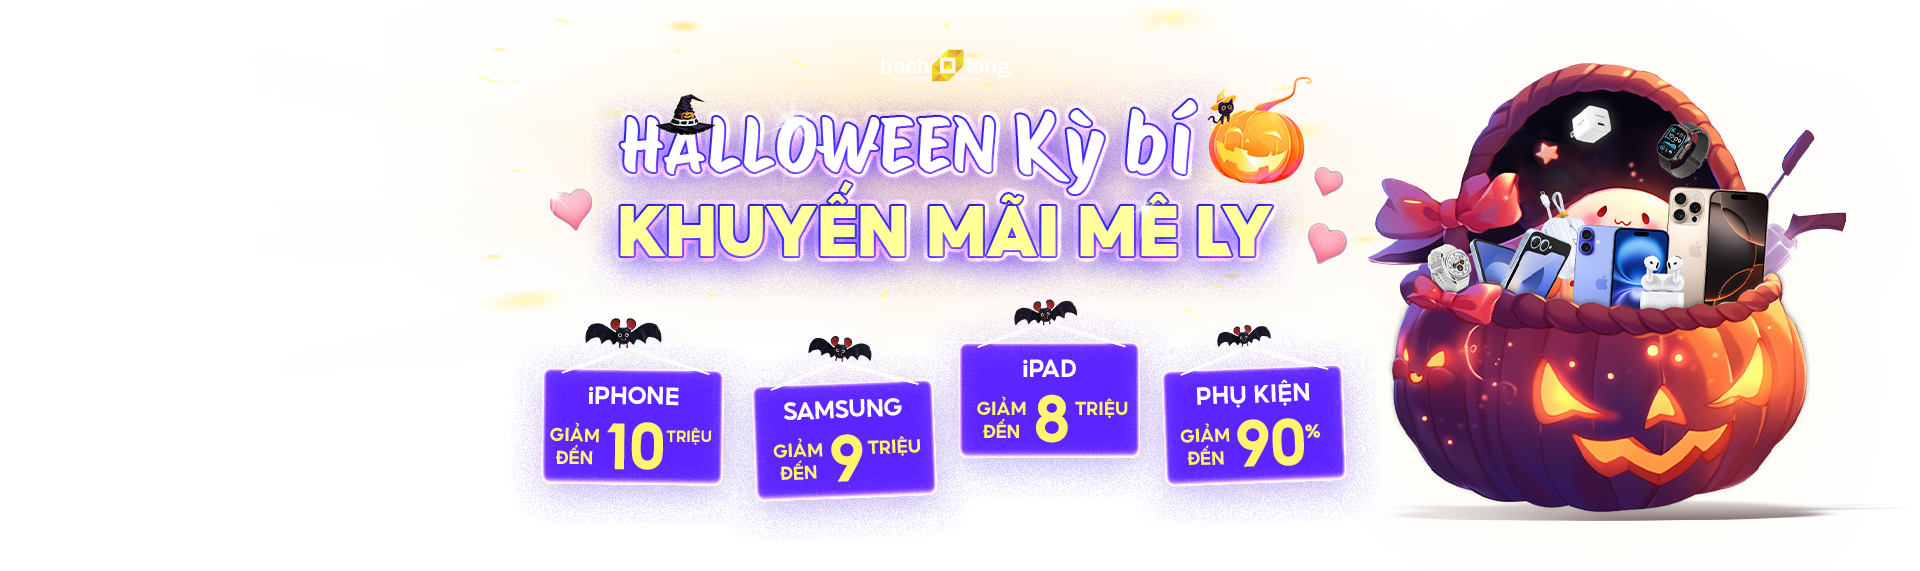 bach long
HALLOWEEN Kỳ bí
KHUYẾN MÃI MÊ LY
iPHONE
GIẢM ĐẾN 10 TRIỆU
SAMSUNG
GIẢM ĐẾN 9 TRIỆU
iPAD
GIẢM ĐẾN 8 TRIỆU
PHỤ KIỆN
GIẢM ĐẾN 90%